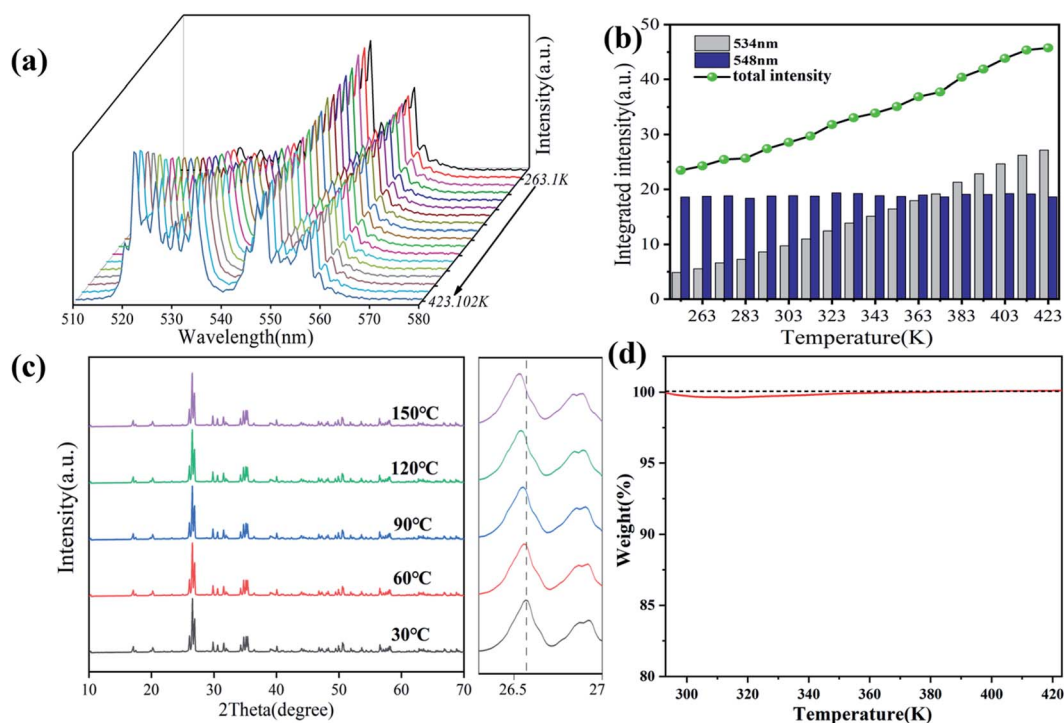 (a)
Intensity(a.u.)
263.1K
423.102K
510 520 530 540 550 560 570 580
Wavelength(nm)
(b)
534nm
548nm
total intensity
Integrated intensity(a.u.)
50
40
30
20
10
0
263 283 303 323 343 363 383 403 423
Temperature(K)
(c)
Intensity(a.u.)
150℃
120℃
90℃
60℃
30℃
10 20 30 40 50 60 70
2Theta(degree)
26.5 27
(d)
Weight(%)
100
95
90
85
80
300 320 340 360 380 400 420
Temperature(K)